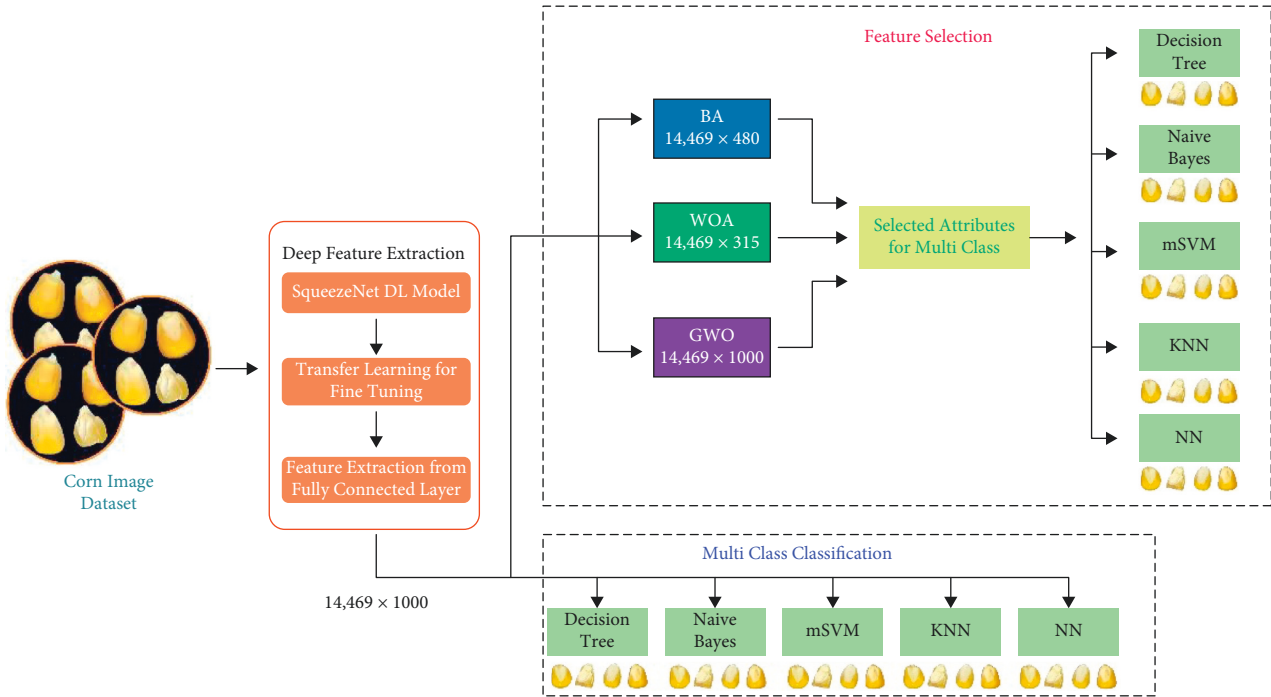 Corn Image
Dataset
Deep Feature Extraction
SqueezeNet DL Model
Transfer Learning for
Fine Tuning
Feature Extraction from
Fully Connected Layer
14,469 × 1000
Feature Selection
BA
14,469 × 480
WOA
14,469 × 315
GWO
14,469 × 1000
Selected Attributes
for Multi Class
Decision
Tree
Naive
Bayes
mSVM
KNN
NN
Multi Class Classification
Decision
Tree
Naive
Bayes
mSVM
KNN
NN